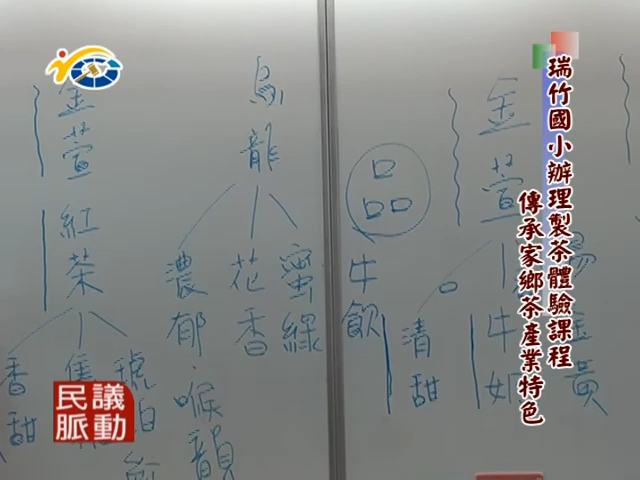 瑞竹國小辦理製茶體驗課程
傳承家鄉茶產業特色
金萱
清甜
牛奶
金黃
品
牛飲
烏龍
蜜綠
花香
濃郁、喉韻
金萱
紅茶
香甜
民議
脈動